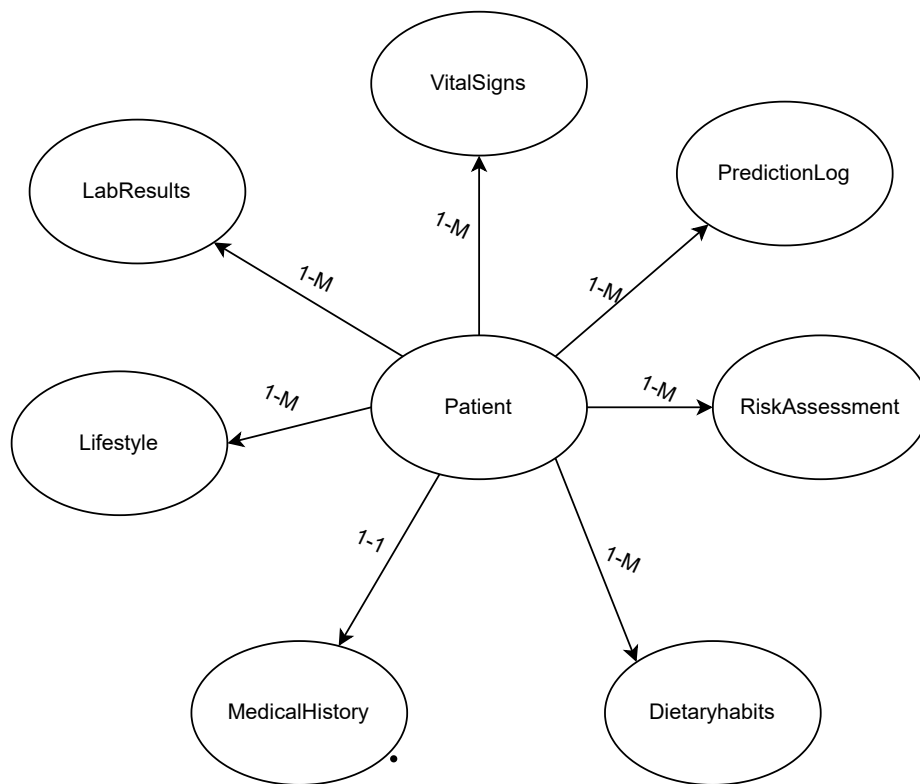 VitalSigns
PredictionLog
LabResults
1-M
1-M
1-M
1-M
1-M
Patient
RiskAssessment
Lifestyle
1-1
1-M
MedicalHistory
Dietaryhabits